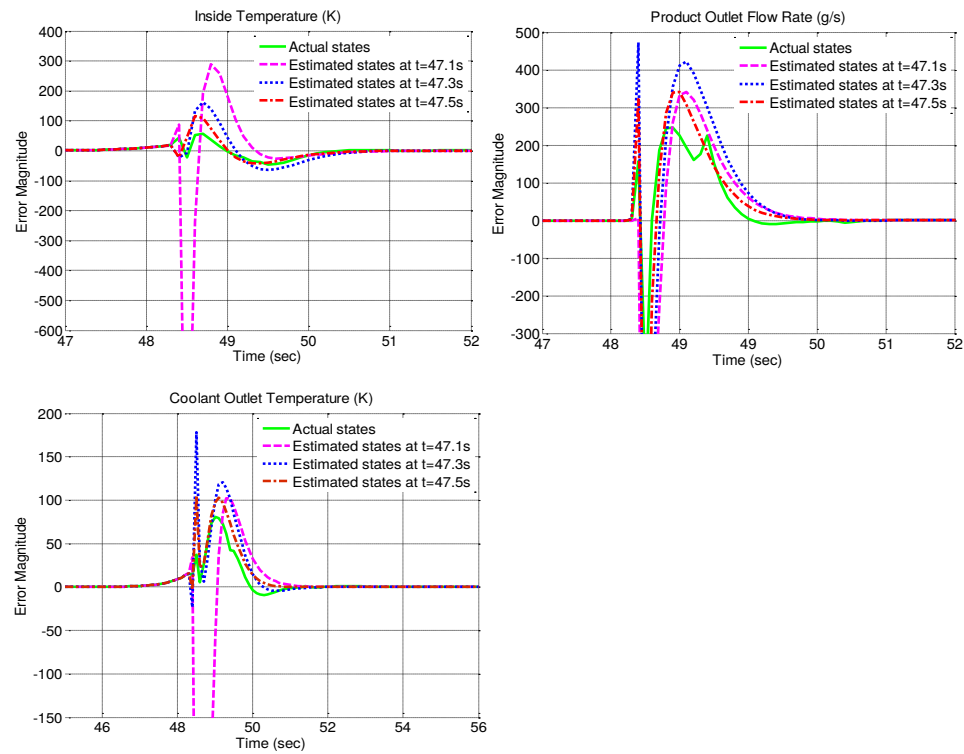 Inside Temperature (K)
400
300
200
100
0
-100
-200
-300
-400
-500
-600
Error Magnitude
Actual states
Estimated states at t=47.1s
Estimated states at t=47.3s
Estimated states at t=47.5s
47
48
49
50
51
52
Time (sec)
Product Outlet Flow Rate (g/s)
500
400
300
200
100
0
-100
-200
-300
Error Magnitude
Actual states
Estimated states at t=47.1s
Estimated states at t=47.3s
Estimated states at t=47.5s
47
48
49
50
51
52
Time (sec)
Coolant Outlet Temperature (K)
200
150
100
50
0
-50
-100
-150
Error Magnitude
Actual states
Estimated states at t=47.1s
Estimated states at t=47.3s
Estimated states at t=47.5s
46
48
50
52
54
56
Time (sec)